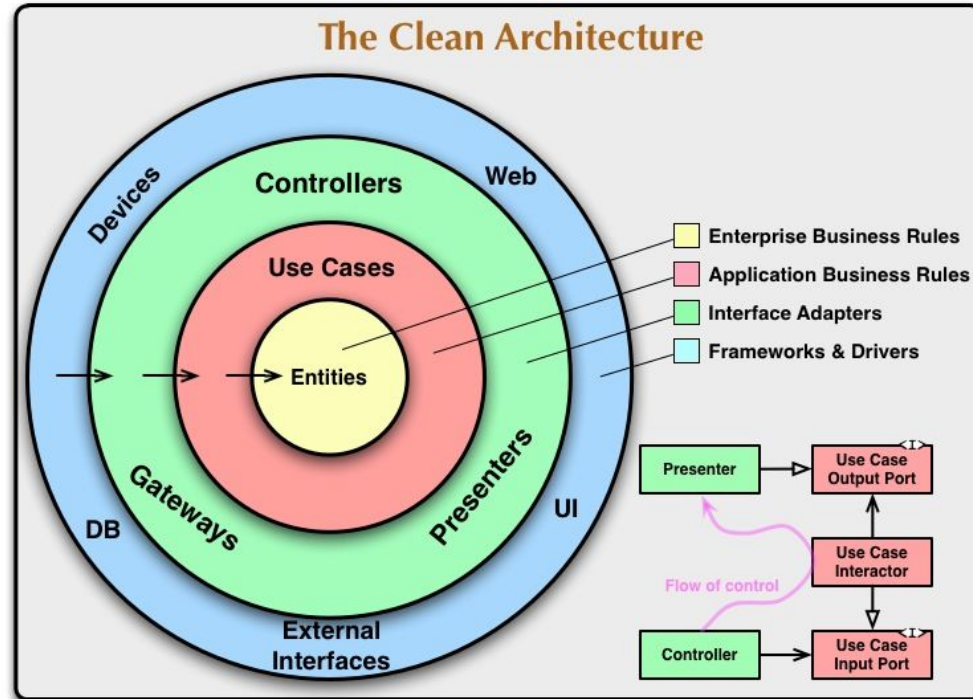 The Clean Architecture
Devices
Web
Controllers
Use Cases
Entities
Gateways
Presenters
DB
UI
External
Interfaces
Enterprise Business Rules
Application Business Rules
Interface Adapters
Frameworks & Drivers
Presenter
<I>
Use Case
Output Port
Use Case
Interactor
Flow of control
Controller
<I>
Use Case
Input Port